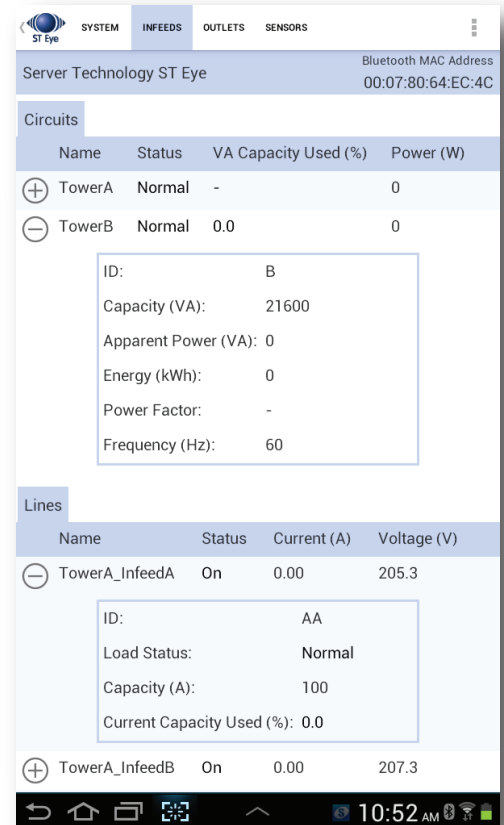 ST Eye
SYSTEM INFEEDS OUTLETS SENSORS
Server Technology ST Eye
Bluetooth MAC Address
00:07:80:64:EC:4C
Circuits
Name Status VA Capacity Used (%) Power (W)
TowerA Normal - 0
TowerB Normal 0.0 0
ID: B
Capacity (VA): 21600
Apparent Power (VA): 0
Energy (kWh): 0
Power Factor: -
Frequency (Hz): 60
Lines
Name Status Current (A) Voltage (V)
TowerA_InfeedA On 0.00 205.3
ID: AA
Load Status: Normal
Capacity (A): 100
Current Capacity Used (%): 0.0
TowerA_InfeedB On 0.00 207.3
10:52 AM